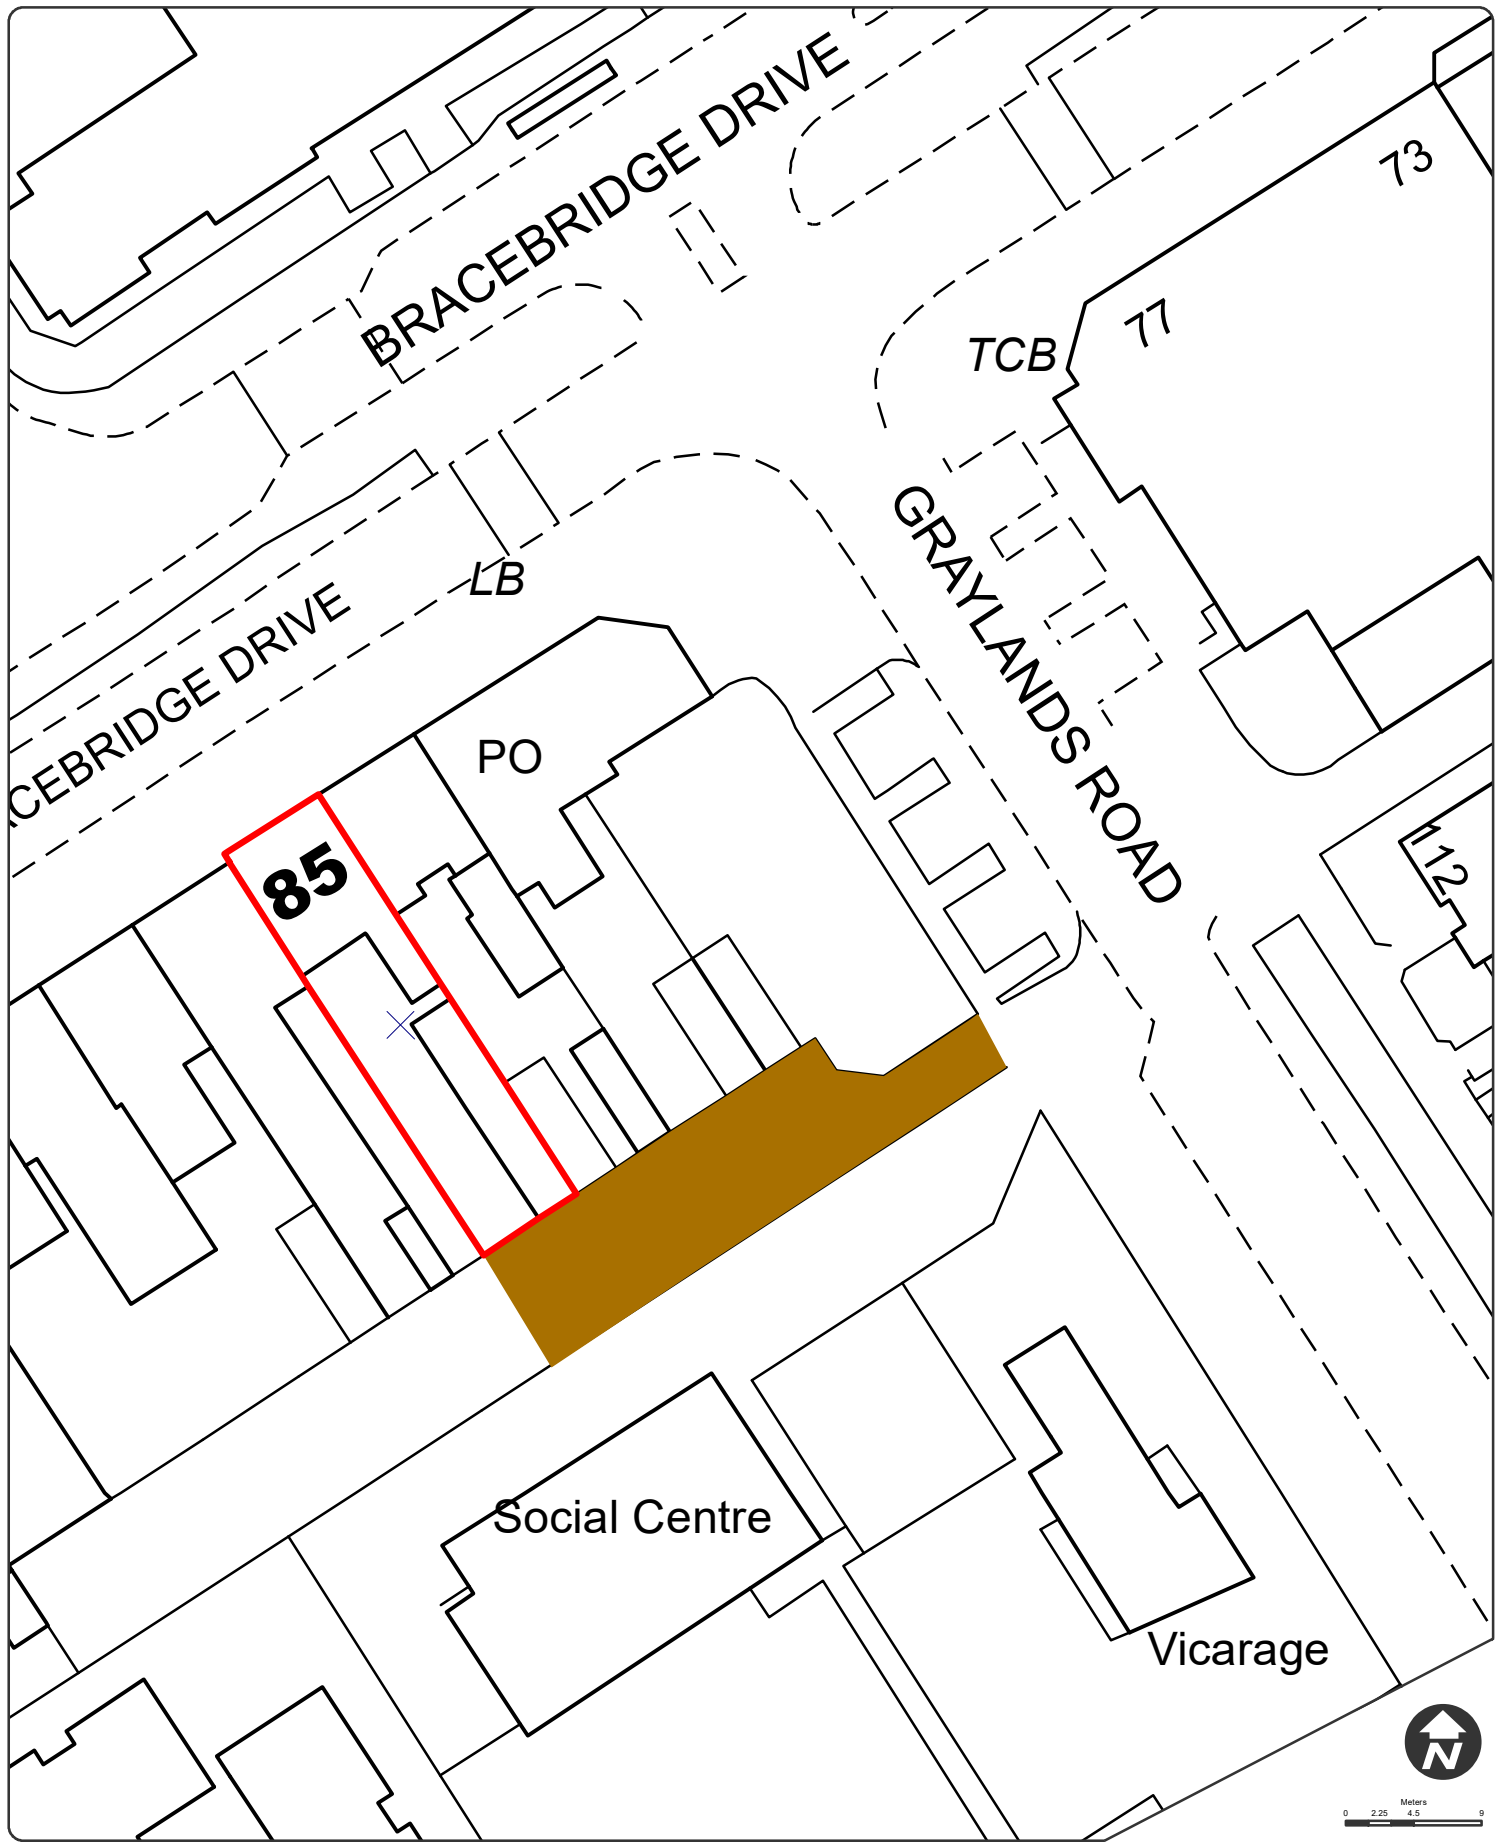 BRACEBRIDGE DRIVE
73
77
TCB
GRAYLANDS ROAD
LB
ACEBRIDGE DRIVE
PO
85
112
Social Centre
Vicarage
N
Meters
0 2.25 4.5 9